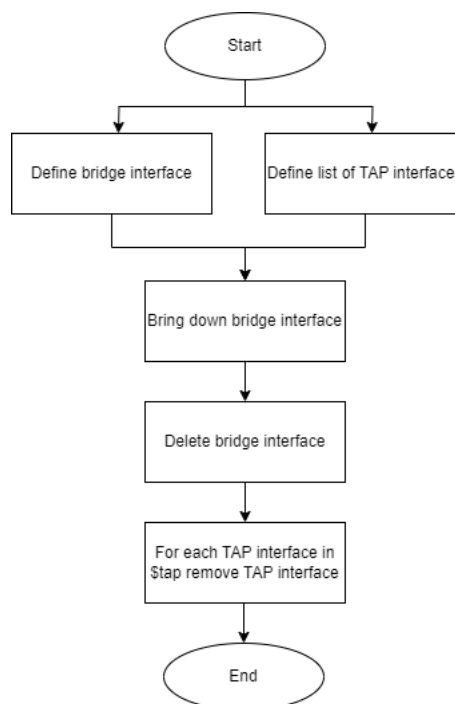 Start
Define bridge interface
Define list of TAP interfaces
Bring down bridge interface
Delete bridge interface
For each TAP interface in
$tap remove TAP interface
End